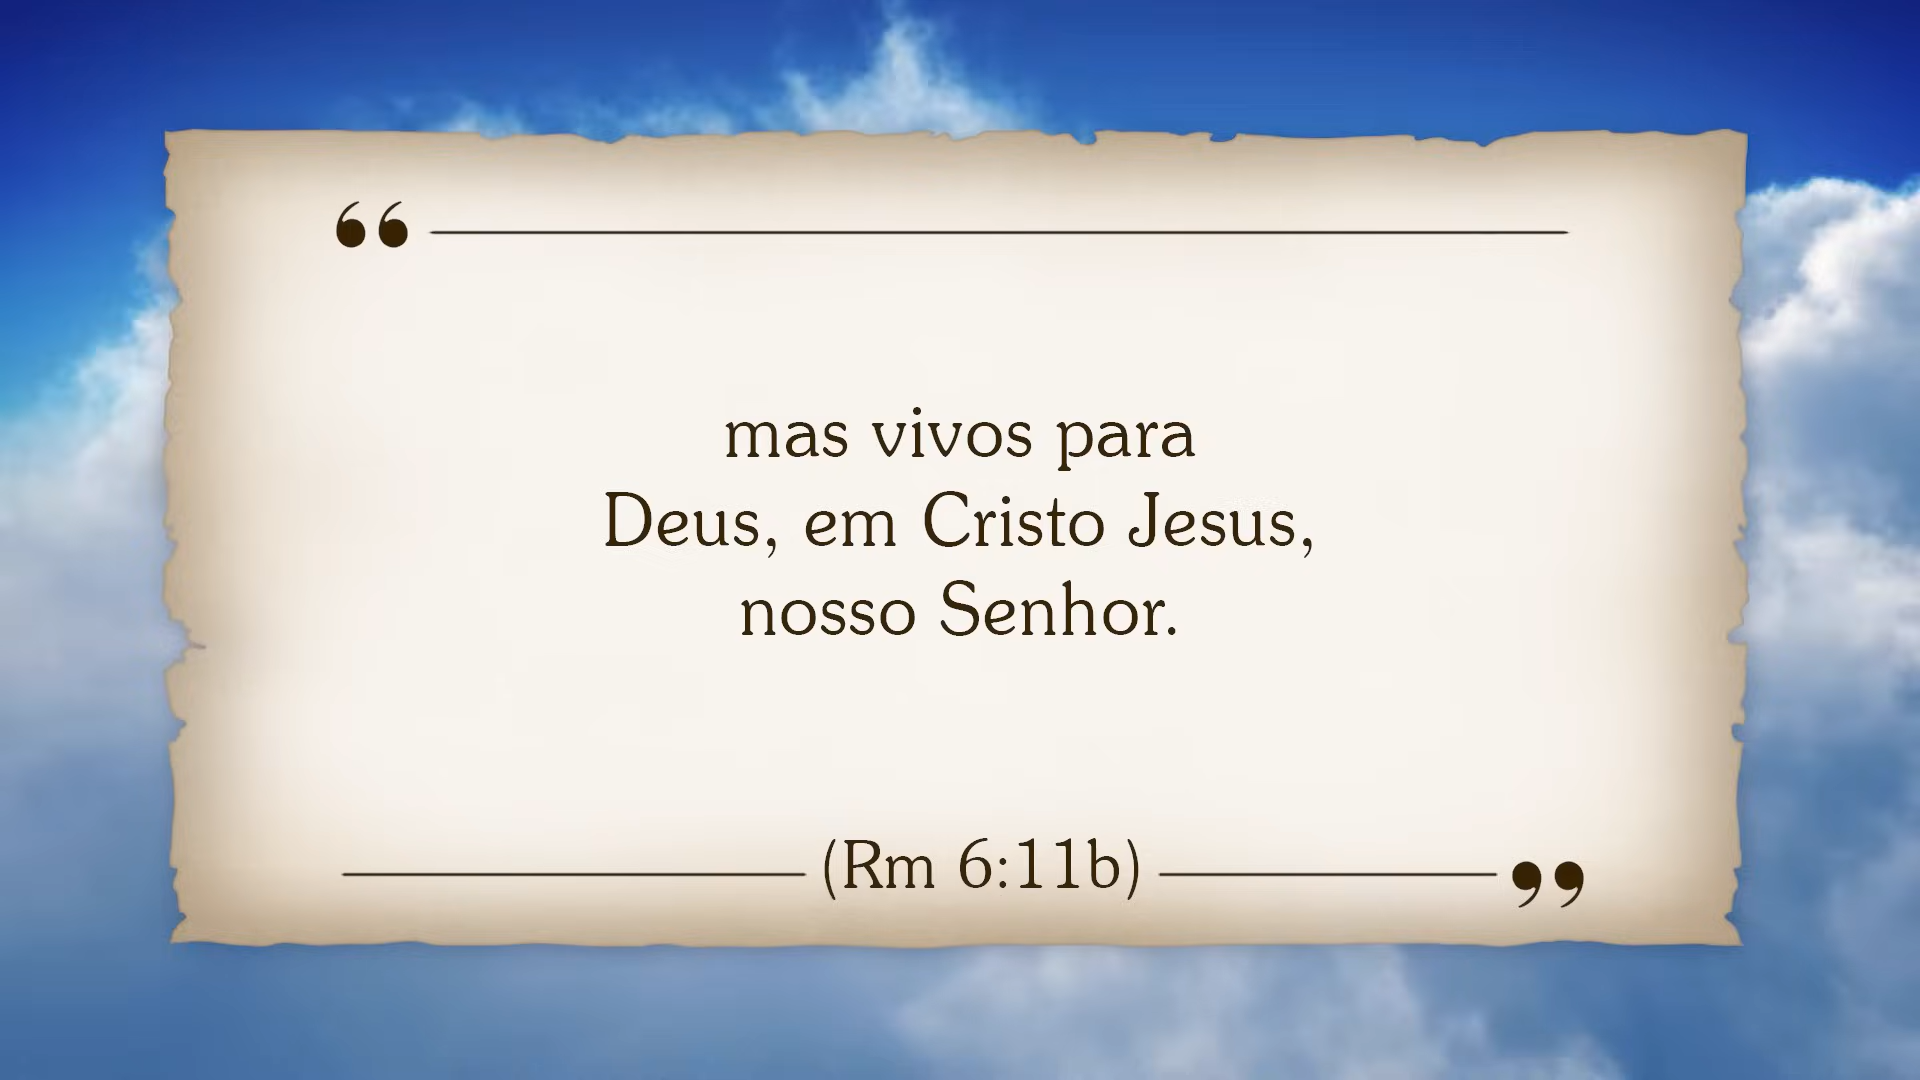 “
mas vivos para
Deus, em Cristo Jesus,
nosso Senhor.
(Rm 6:11b)
”